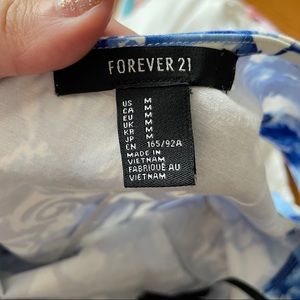 FOREVER 21
US M
CA M
EU M
UK M
KR M
JP M
CN 165/92A
MADE IN
VIETNAM
FABRIQUÉ AU
VIETNAM